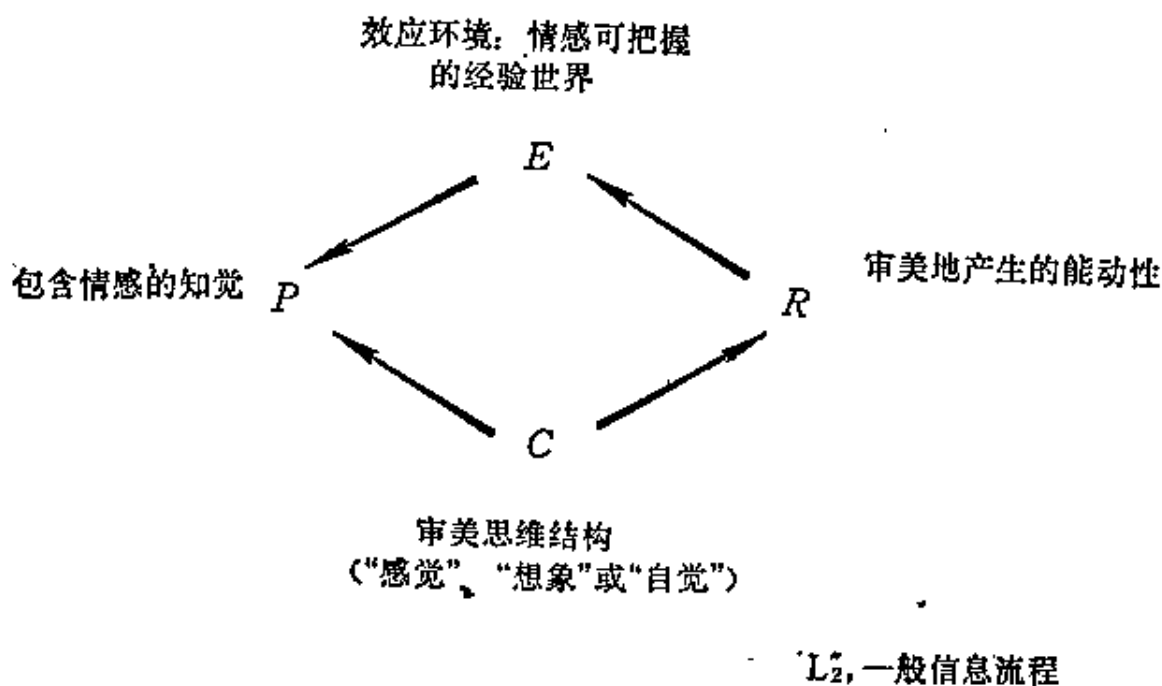 效应环境：情感可把握
的经验世界
E
包含情感的知觉 P
R 审美地产生的能动性
C
审美思维结构
（“感觉”、“想象”或“自觉”）
L₂，一般信息流程